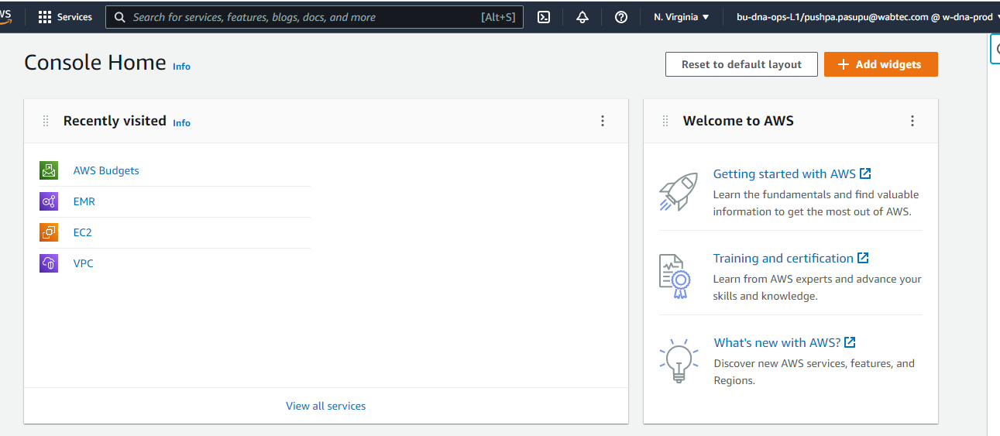 Services
Search for services, features, blogs, docs, and more
[Alt+S]
N. Virginia
bu-dna-ops-L1/pushpa.pasupu@wabtec.com @ w-dna-prod
Console Home Info
Reset to default layout
Add widgets
Recently visited Info
AWS Budgets
EMR
EC2
VPC
View all services
Welcome to AWS
Getting started with AWS
Learn the fundamentals and find valuable
information to get the most out of AWS.
Training and certification
Learn from AWS experts and advance your
skills and knowledge.
What's new with AWS?
Discover new AWS services, features, and
Regions.